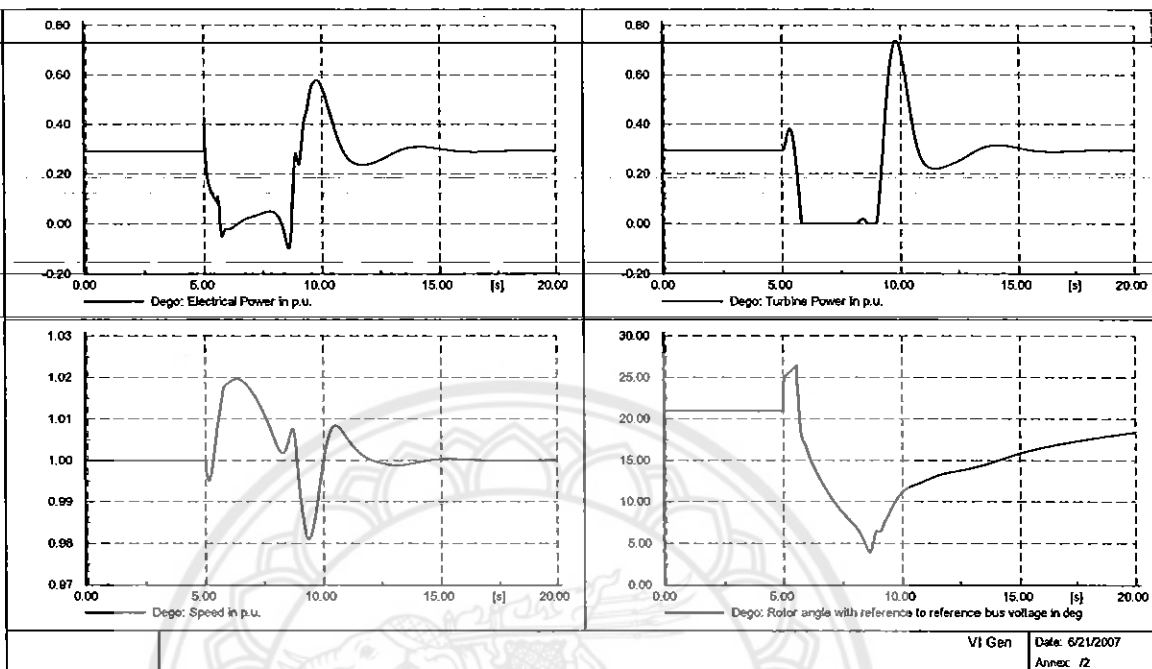 0.80
0.60
0.40
0.20
0.00
-0.20
0.00 5.00 10.00 15.00 [s] 20.00
Dego: Electrical Power in p.u.
0.80
0.60
0.40
0.20
0.00
-0.20
0.00 5.00 10.00 15.00 [s] 20.00
Dego: Turbine Power in p.u.
1.03
1.02
1.01
1.00
0.99
0.98
0.97
0.00 5.00 10.00 15.00 [s] 20.00
Dego: Speed in p.u.
30.00
25.00
20.00
15.00
10.00
5.00
0.00
0.00 5.00 10.00 15.00 [s] 20.00
Dego: Rotor angle with reference to reference bus voltage in deg
VI Gen
Date: 6/21/2007
Annex: /2